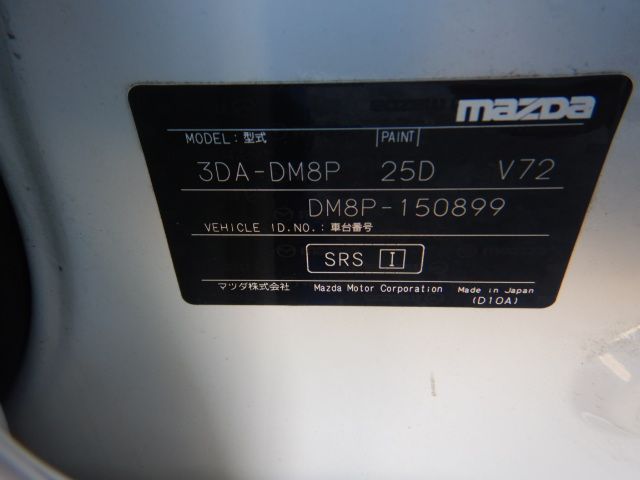 mazda
MODEL：型式 PAINT
3DA-DM8P 25D V72
DM8P-150899
VEHICLE ID.NO.：車台番号
SRS I
マツダ株式会社 Mazda Motor Corporation Made in Japan
(D10A)